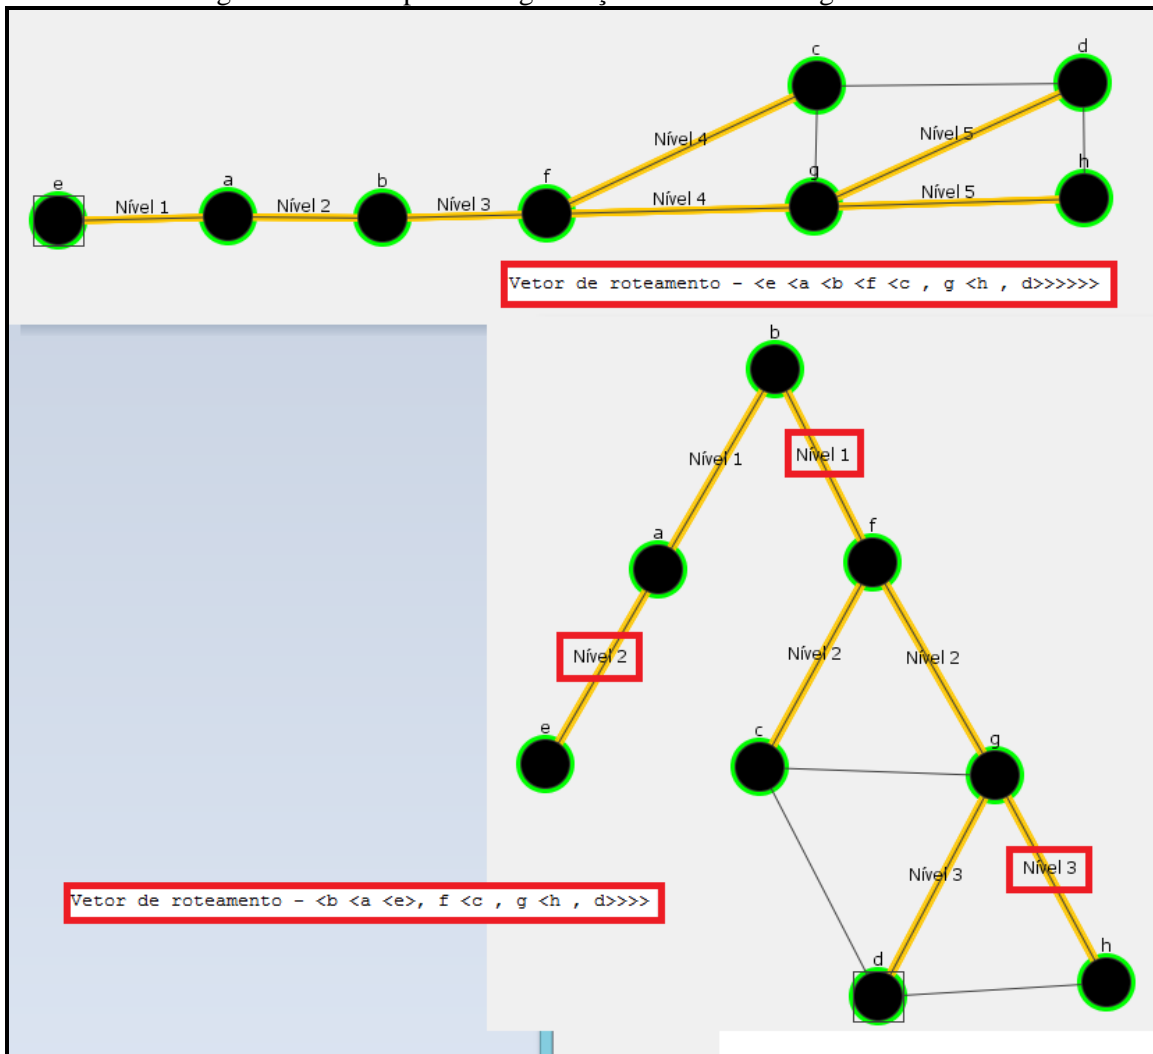 c
d
Nível 4
Nível 5
e
a
b
f
g
h
Nível 1
Nível 2
Nível 3
Nível 4
Nível 5
Vetor de roteamento - <e <a <b <f <c , g <h , d>>>>>>
b
Nível 1
Nível 1
a
f
Nível 2
Nível 2
Nível 2
e
c
g
Nível 3
Nível 3
Vetor de roteamento - <b <a <e>, f <c , g <h , d>>>>
d
h